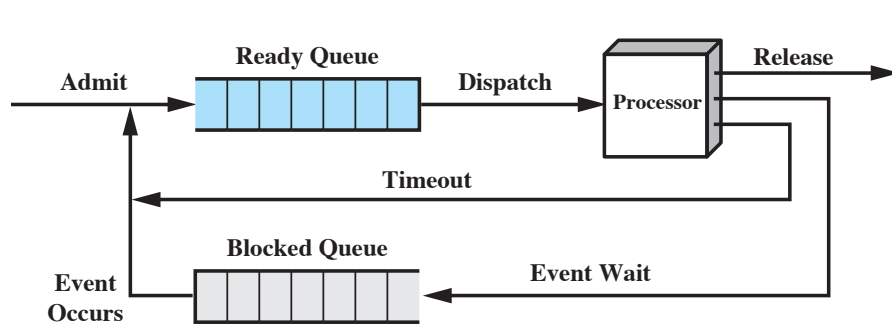 Ready Queue
Admit
Dispatch
Processor
Release
Timeout
Blocked Queue
Event
Occurs
Event Wait